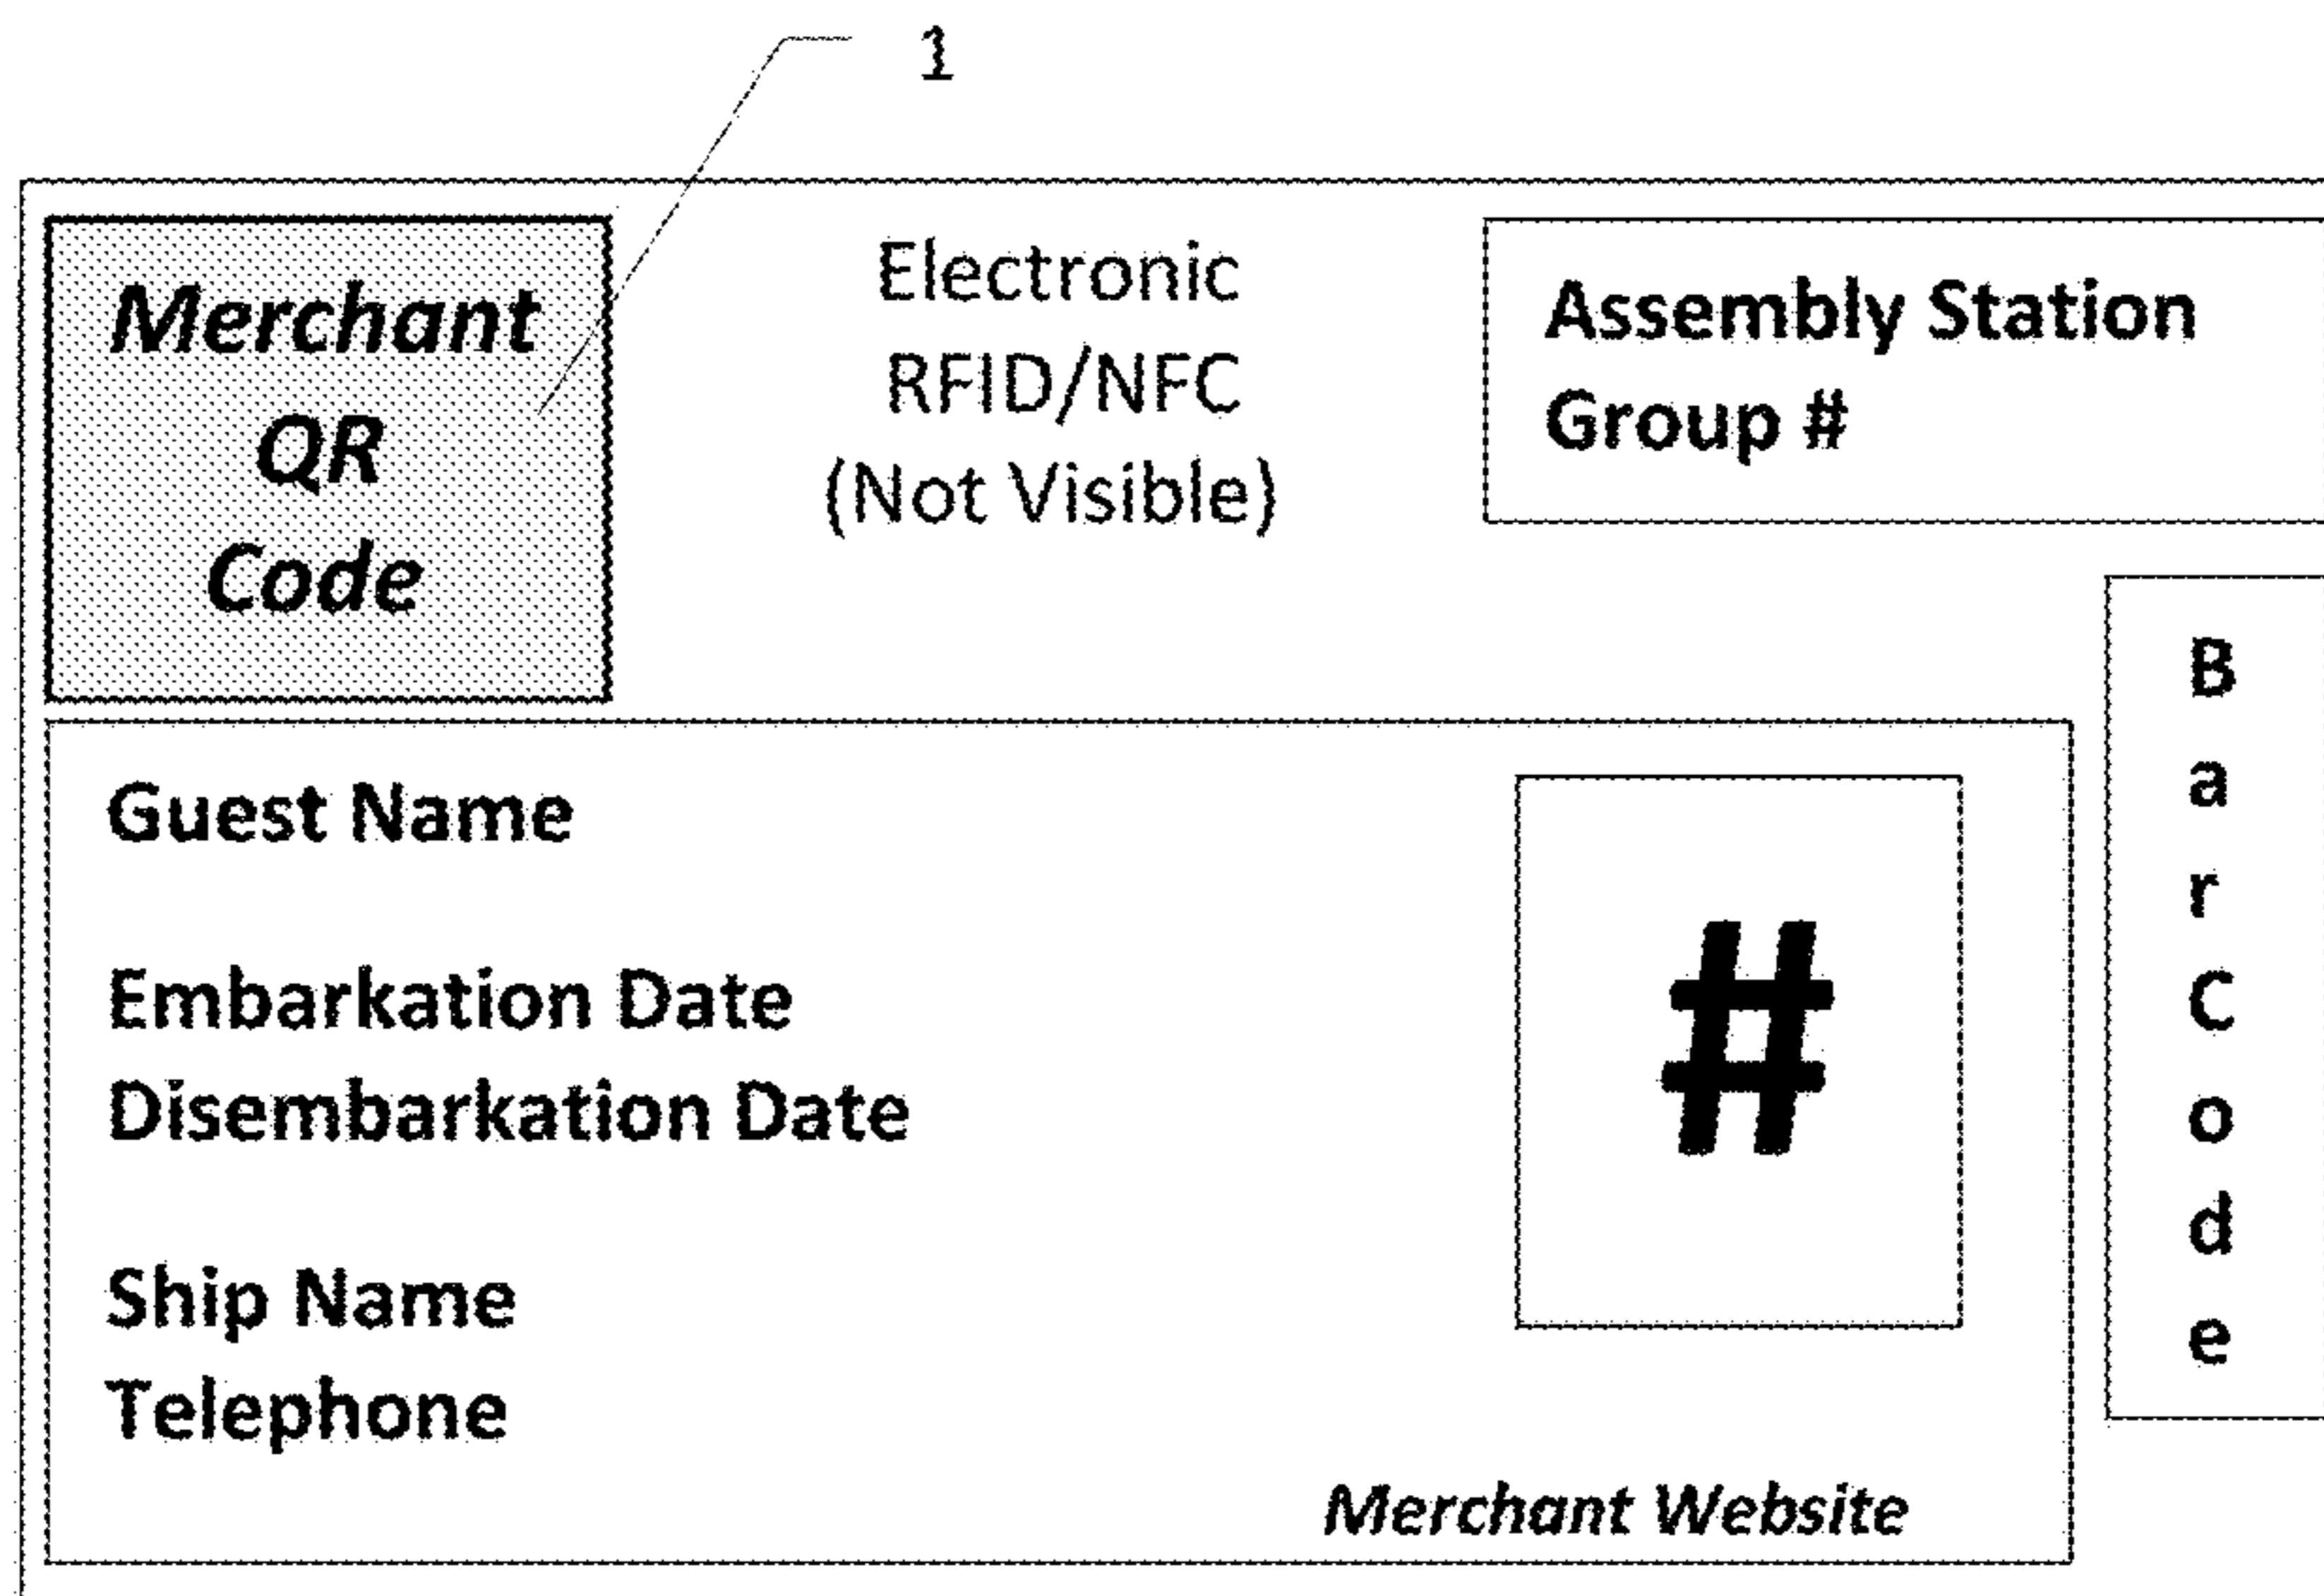 1
Merchant
QR
Code
Electronic
RFID/NFC
(Not Visible)
Assembly Station
Group #
Guest Name
Embarkation Date
Disembarkation Date
Ship Name
Telephone
#
Merchant Website
B
a
r
C
o
d
e